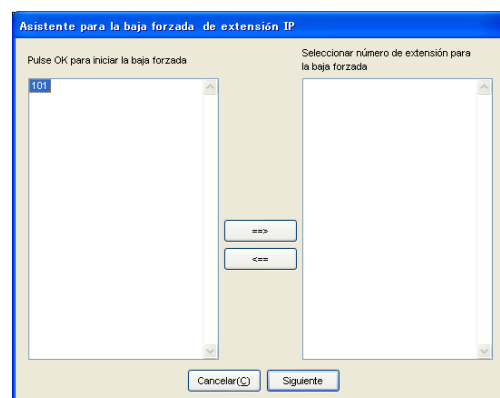 Asistente para la baja forzada de extensión IP
Pulse OK para iniciar la baja forzada
Seleccionar número de extensión para
la baja forzada
101
==>
<==
Cancelar(C)
Siguiente